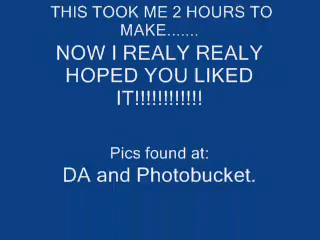 THIS TOOK ME 2 HOURS TO
MAKE.......
NOW I REALY REALY
HOPED YOU LIKED
IT!!!!!!!!!!!!
Pics found at:
DA and Photobucket.